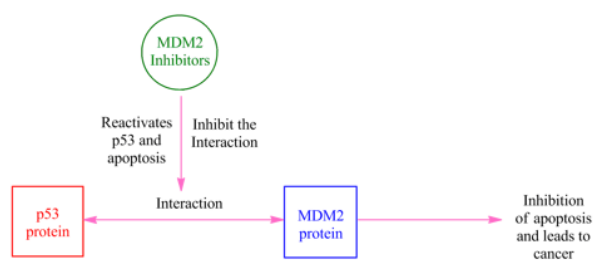 MDM2
Inhibitors
Reactivates
p53 and
apoptosis
Inhibit the
Interaction
p53
protein
Interaction
MDM2
protein
Inhibition
of apoptosis
and leads to
cancer